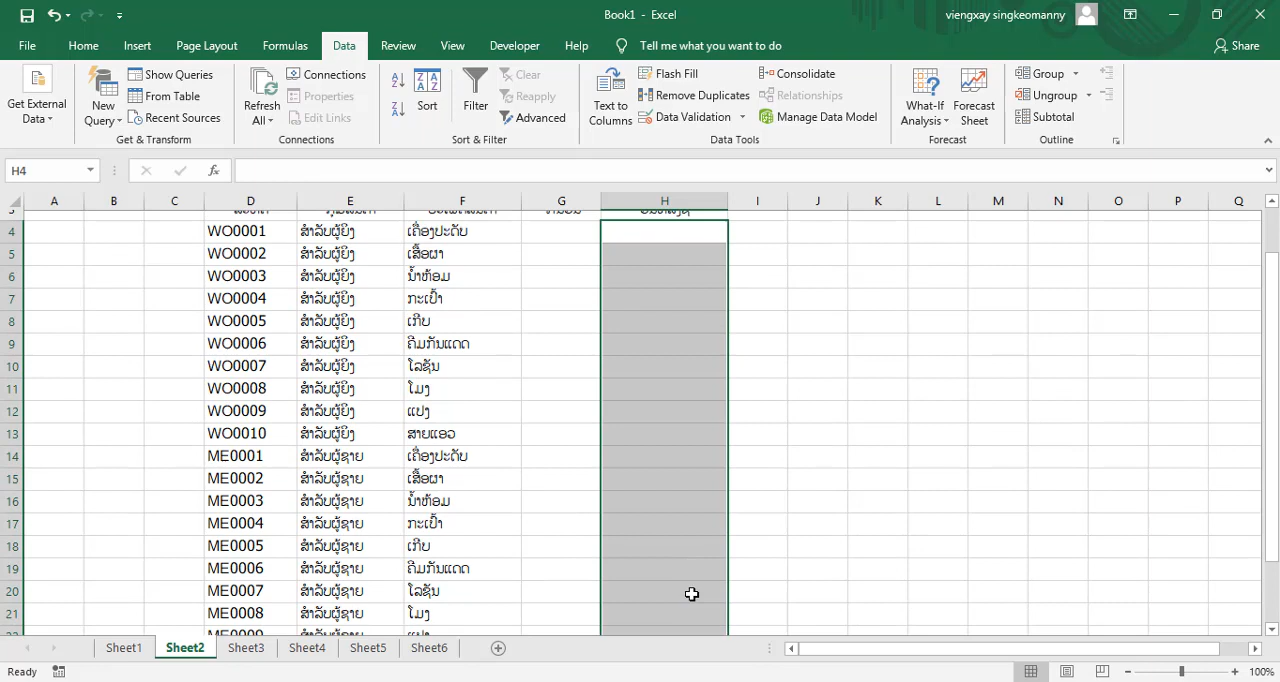 Book1 - Excel
viengxay singkeomanny
File Home Insert Page Layout Formulas Data Review View Developer Help Tell me what you want to do Share
Get External Data
New Query
Show Queries
From Table
Recent Sources
Get & Transform
Refresh All
Connections
Properties
Edit Links
Connections
Sort
Filter
Clear
Reapply
Advanced
Sort & Filter
Text to Columns
Flash Fill
Remove Duplicates
Data Validation
Consolidate
Relationships
Manage Data Model
Data Tools
What-If Analysis
Forecast Sheet
Forecast
Group
Ungroup
Subtotal
Outline
H4
fx
A B C D E F G H I J K L M N O P Q
4 WO0001 ສຳລັບຜູ້ຍິງ ເຄື່ອງປະດັບ
5 WO0002 ສຳລັບຜູ້ຍິງ ເສື້ອຜາ
6 WO0003 ສຳລັບຜູ້ຍິງ ນ້ຳຫ້ອມ
7 WO0004 ສຳລັບຜູ້ຍິງ ກະເປົ໋າ
8 WO0005 ສຳລັບຜູ້ຍິງ ເກີບ
9 WO0006 ສຳລັບຜູ້ຍິງ ຄີມກັນແດດ
10 WO0007 ສຳລັບຜູ້ຍິງ ໂລຊັນ
11 WO0008 ສຳລັບຜູ້ຍິງ ໂມງ
12 WO0009 ສຳລັບຜູ້ຍິງ ແປງ
13 WO0010 ສຳລັບຜູ້ຍິງ ສາຍແອວ
14 ME0001 ສຳລັບຜູ້ຊາຍ ເຄື່ອງປະດັບ
15 ME0002 ສຳລັບຜູ້ຊາຍ ເສື້ອຜາ
16 ME0003 ສຳລັບຜູ້ຊາຍ ນ້ຳຫ້ອມ
17 ME0004 ສຳລັບຜູ້ຊາຍ ກະເປົ໋າ
18 ME0005 ສຳລັບຜູ້ຊາຍ ເກີບ
19 ME0006 ສຳລັບຜູ້ຊາຍ ຄີມກັນແດດ
20 ME0007 ສຳລັບຜູ້ຊາຍ ໂລຊັນ
21 ME0008 ສຳລັບຜູ້ຊາຍ ໂມງ
Sheet1 Sheet2 Sheet3 Sheet4 Sheet5 Sheet6
Ready
100%